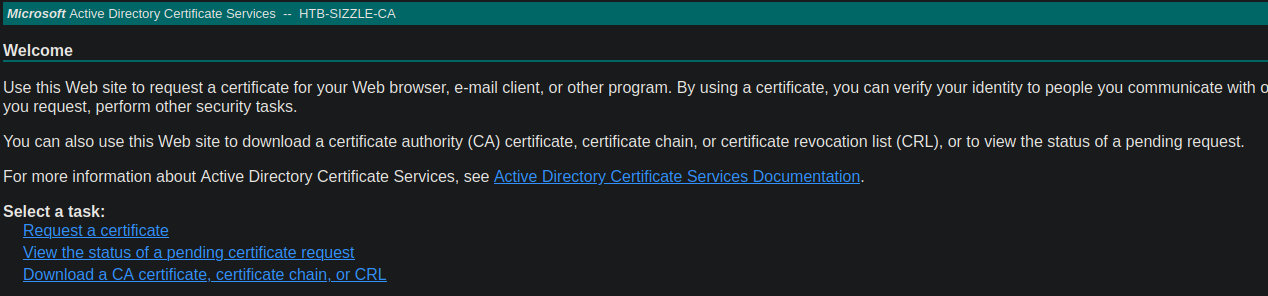 Microsoft Active Directory Certificate Services -- HTB-SIZZLE-CA
Welcome
Use this Web site to request a certificate for your Web browser, e-mail client, or other program. By using a certificate, you can verify your identity to people you communicate with
you request, perform other security tasks.
You can also use this Web site to download a certificate authority (CA) certificate, certificate chain, or certificate revocation list (CRL), or to view the status of a pending request.
For more information about Active Directory Certificate Services, see Active Directory Certificate Services Documentation.
Select a task:
Request a certificate
View the status of a pending certificate request
Download a CA certificate, certificate chain, or CRL